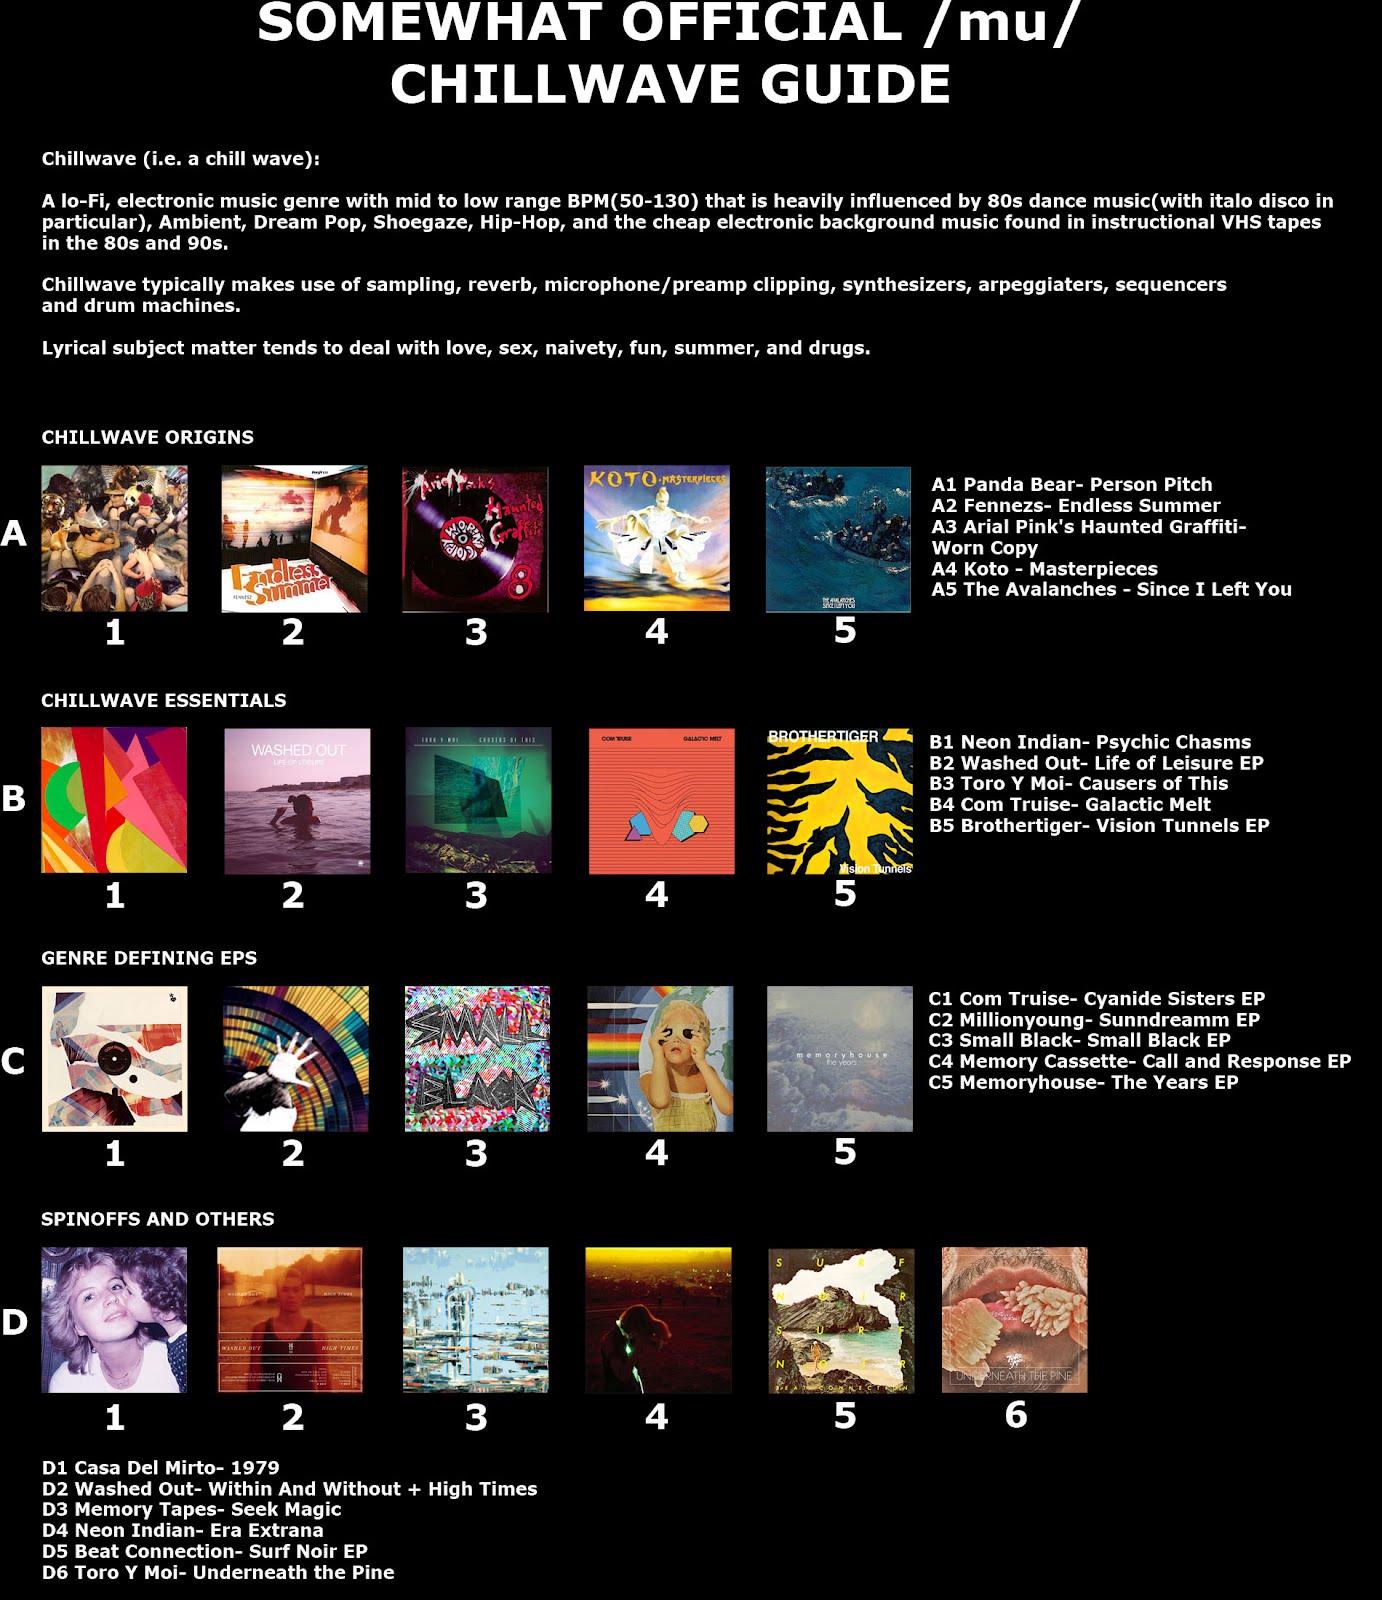 SOMEWHAT OFFICIAL /mu/
CHILLWAVE GUIDE
Chillwave (i.e. a chill wave):
A lo-Fi, electronic music genre with mid to low range BPM(50-130) that is heavily influenced by 80s dance music(with italo disco in
particular), Ambient, Dream Pop, Shoegaze, Hip-Hop, and the cheap electronic background music found in instructional VHS tapes
in the 80s and 90s.
Chillwave typically makes use of sampling, reverb, microphone/preamp clipping, synthesizers, arpeggiaters, sequencers
and drum machines.
Lyrical subject matter tends to deal with love, sex, naivety, fun, summer, and drugs.
CHILLWAVE ORIGINS
A
Endless
Summer
FENNESZ
Ariel Pink's
Haunted
Graffiti
WORN
COPY
8
KOTO - MASTERPIECES
THE AVALANCHES
SINCE I LEFT YOU
1 2 3 4 5
A1 Panda Bear- Person Pitch
A2 Fennezs- Endless Summer
A3 Arial Pink's Haunted Graffiti-
Worn Copy
A4 Koto - Masterpieces
A5 The Avalanches - Since I Left You
CHILLWAVE ESSENTIALS
B
WASHED OUT
LIFE OF LEISURE
TORO Y MOI CAUSERS OF THIS
COM TRUISE GALACTIC MELT
BROTHERTIGER
Vision Tunnels
1 2 3 4 5
B1 Neon Indian- Psychic Chasms
B2 Washed Out- Life of Leisure EP
B3 Toro Y Moi- Causers of This
B4 Com Truise- Galactic Melt
B5 Brothertiger- Vision Tunnels EP
GENRE DEFINING EPS
C
SMALL
BLACK
memoryhouse
the years
1 2 3 4 5
C1 Com Truise- Cyanide Sisters EP
C2 Millionyoung- Sunndreamm EP
C3 Small Black- Small Black EP
C4 Memory Cassette- Call and Response EP
C5 Memoryhouse- The Years EP
SPINOFFS AND OTHERS
D
WASHED OUT HIGH TIMES
WASHED OUT HIGH TIMES
SURF
NOIR
SURF
NOIR
BEAT CONNECTION
UNDERNEATH THE PINE
1 2 3 4 5 6
D1 Casa Del Mirto- 1979
D2 Washed Out- Within And Without + High Times
D3 Memory Tapes- Seek Magic
D4 Neon Indian- Era Extrana
D5 Beat Connection- Surf Noir EP
D6 Toro Y Moi- Underneath the Pine